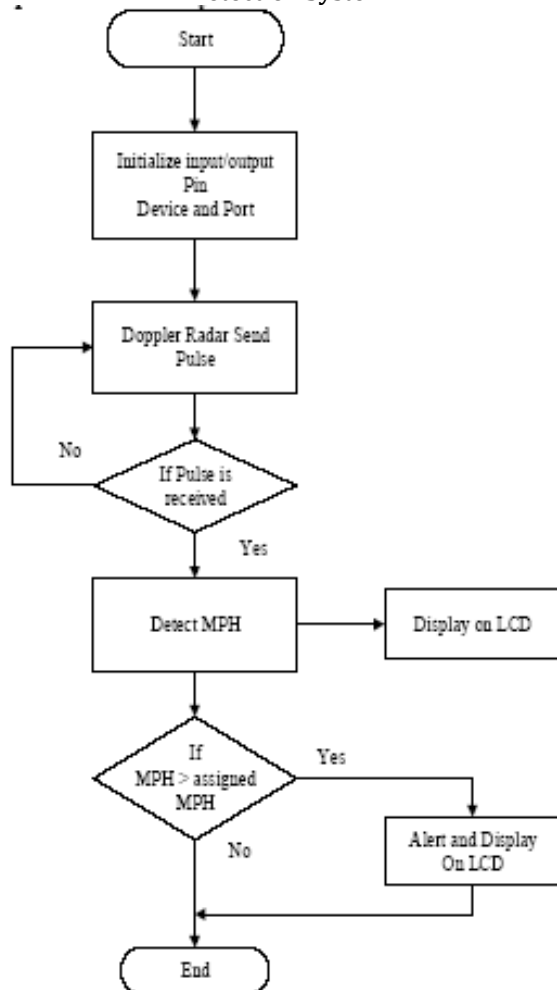 Start
Initialize input/output
Pin
Device and Port
Doppler Radar Send
Pulse
No
If Pulse is
received
Yes
Detect MPH
Display on LCD
If
MPH > assigned
MPH
Yes
No
Alert and Display
On LCD
End